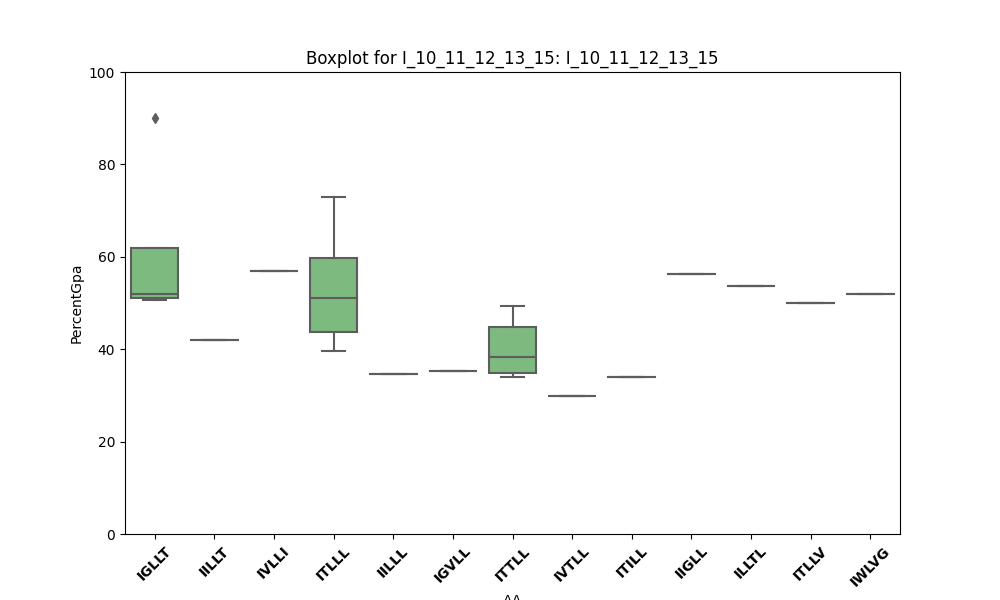 Boxplot for I_10_11_12_13_15: I_10_11_12_13_15
100
80
60
40
20
0
PercentGpa
IGLLT
IILLT
IVLLI
ITLLL
IILLL
IGVLL
ITTLL
IVTLL
ITILL
IIGLL
ILLTL
ITLLV
IWLVG
AA